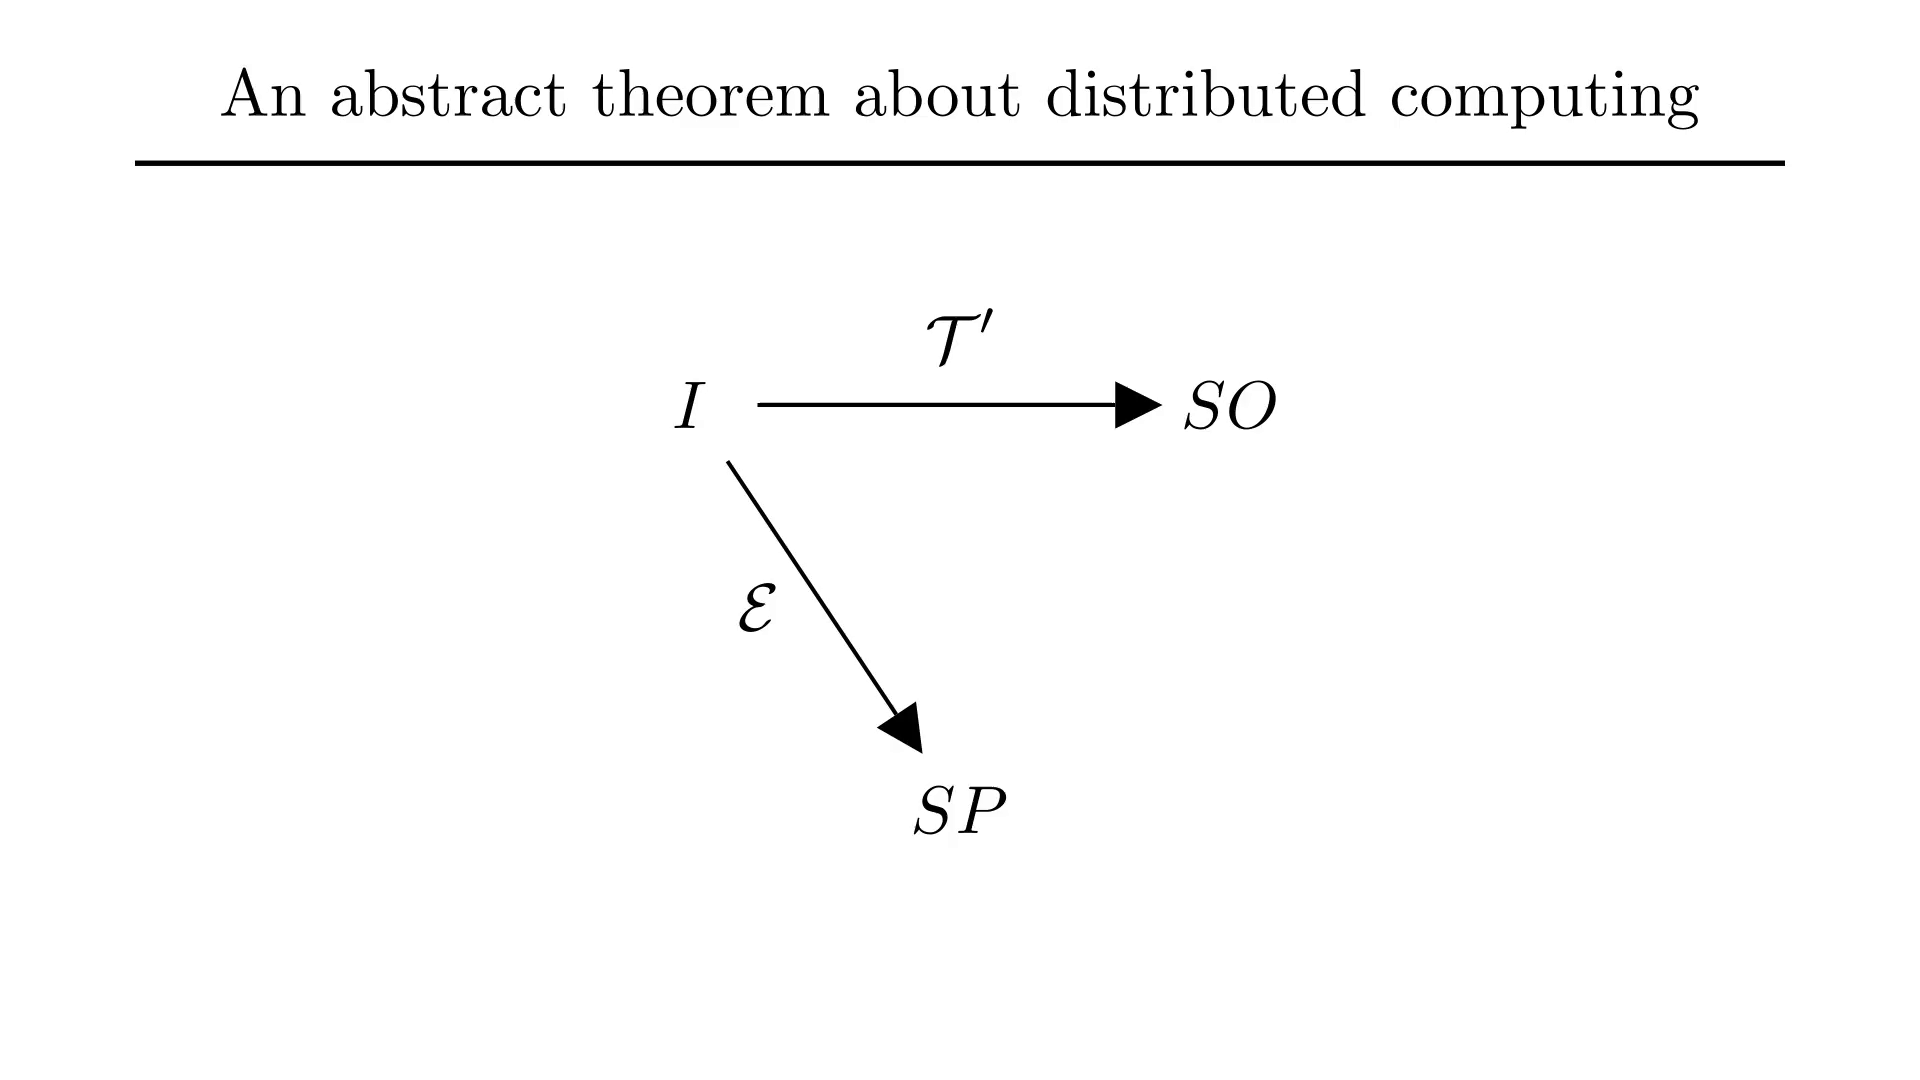 An abstract theorem about distributed computing
𝒯′
I
SO
ℰ
SP